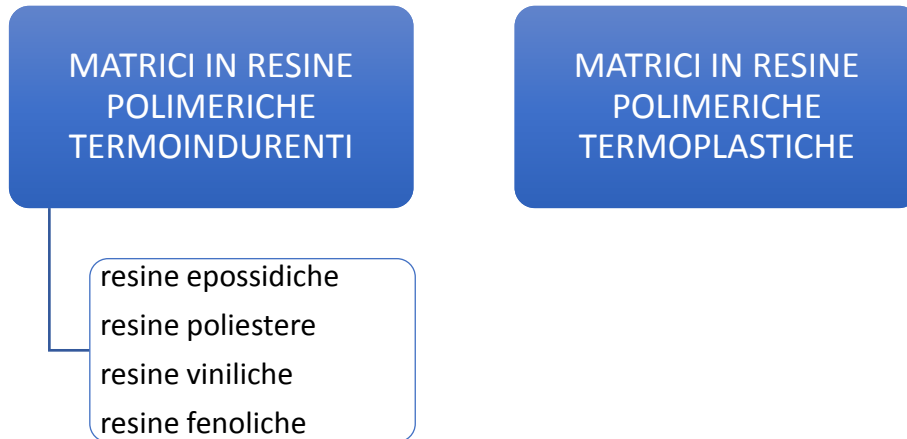 MATRICI IN RESINE
POLIMERICHE
TERMOINDURENTI
MATRICI IN RESINE
POLIMERICHE
TERMOPLASTICHE
resine epossidiche
resine poliestere
resine viniliche
resine fenoliche